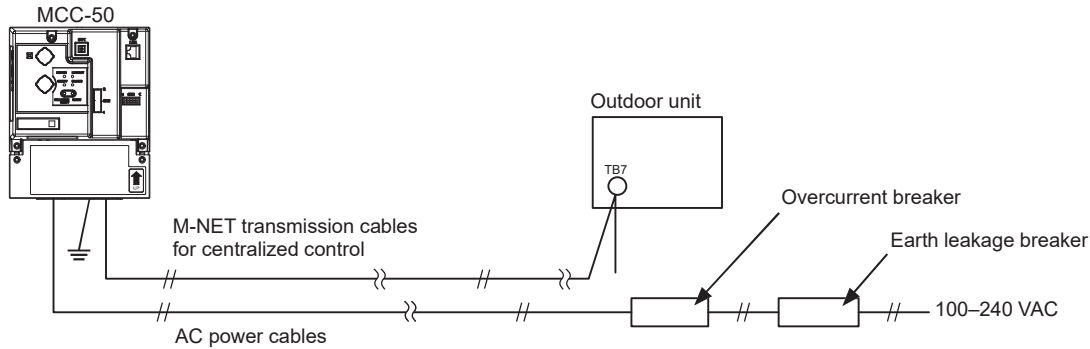 MCC-50
Outdoor unit
TB7
Overcurrent breaker
M-NET transmission cables
for centralized control
Earth leakage breaker
100–240 VAC
AC power cables